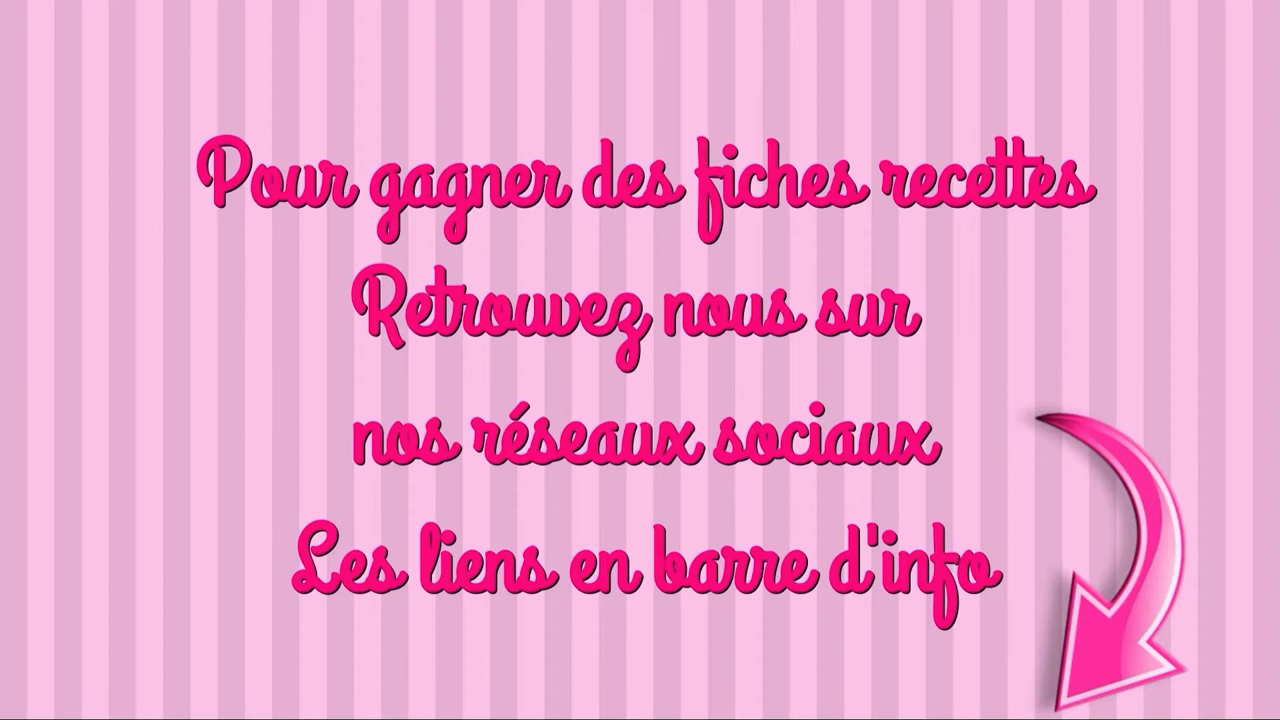 Pour gagner des fiches recettes
Retrouvez nous sur
nos réseaux sociaux
Les liens en barre d'info